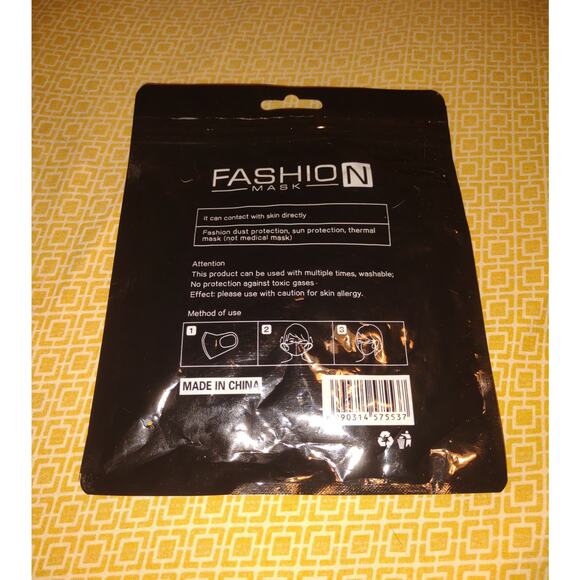 FASHION
MASK
it can contact with skin directly
Fashion dust protection, sun protection, thermal
mask (not medical mask)
Attention
This product can be used with multiple times, washable;
No protection against toxic gases
Effect: please use with caution for skin allergy.
Method of use
1 2 3
MADE IN CHINA
90314 575537